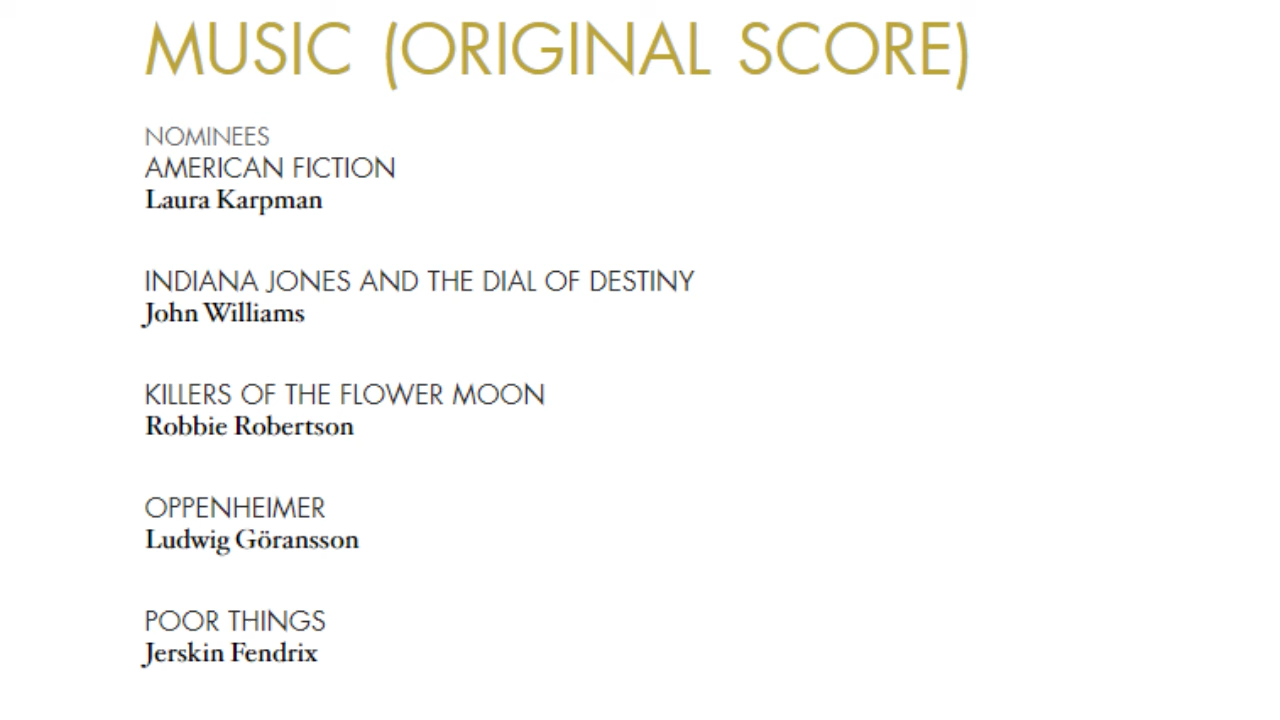 MUSIC (ORIGINAL SCORE)
NOMINEES
AMERICAN FICTION
Laura Karpman
INDIANA JONES AND THE DIAL OF DESTINY
John Williams
KILLERS OF THE FLOWER MOON
Robbie Robertson
OPPENHEIMER
Ludwig Göransson
POOR THINGS
Jerskin Fendrix